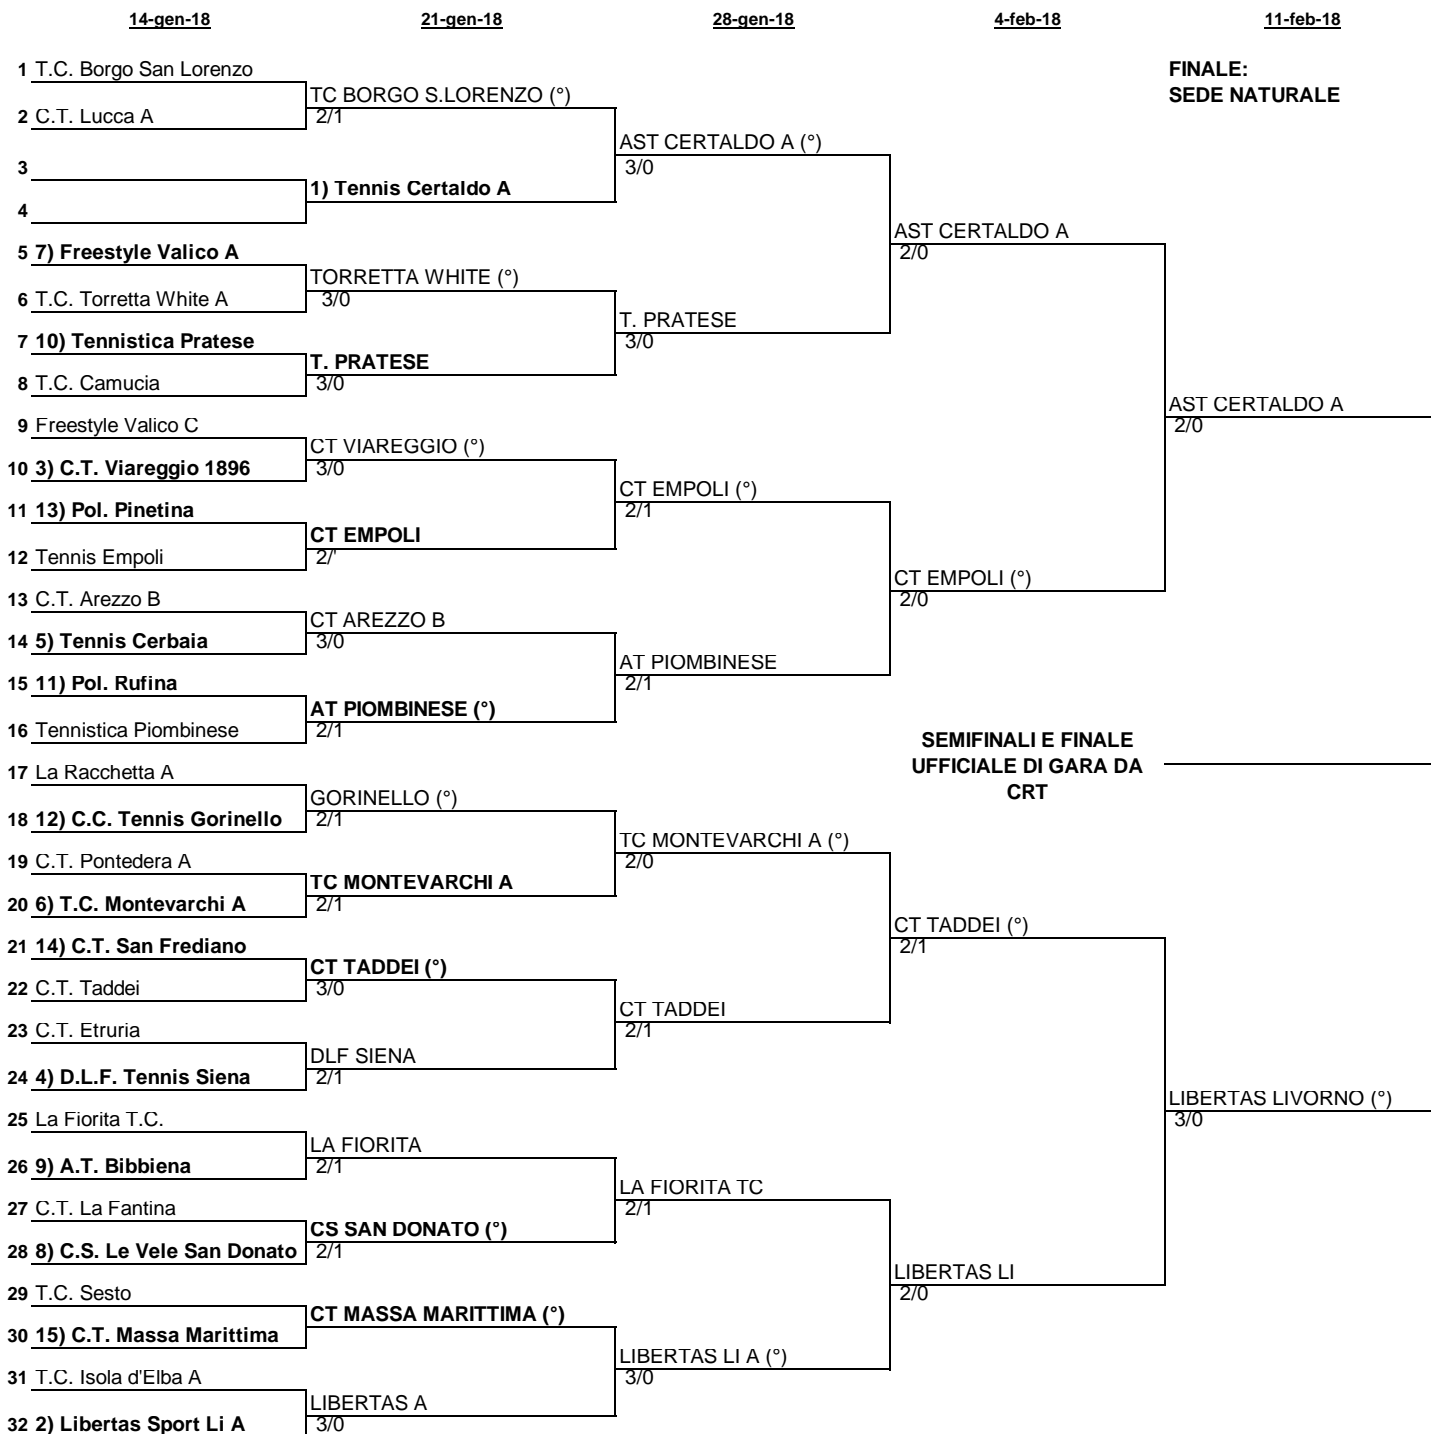 14-gen-18 21-gen-18 28-gen-18 4-feb-18 11-feb-18
1 T.C. Borgo San Lorenzo
FINALE:
SEDE NATURALE
TC BORGO S.LORENZO (°)
2/1
2 C.T. Lucca A
AST CERTALDO A (°)
3/0
3
1) Tennis Certaldo A
4
AST CERTALDO A
2/0
5 7) Freestyle Valico A
TORRETTA WHITE (°)
3/0
6 T.C. Torretta White A
T. PRATESE
3/0
7 10) Tennistica Pratese
T. PRATESE
3/0
8 T.C. Camucia
AST CERTALDO A
2/0
9 Freestyle Valico C
CT VIAREGGIO (°)
3/0
10 3) C.T. Viareggio 1896
CT EMPOLI (°)
2/1
11 13) Pol. Pinetina
CT EMPOLI
2/'
12 Tennis Empoli
CT EMPOLI (°)
2/0
13 C.T. Arezzo B
CT AREZZO B
3/0
14 5) Tennis Cerbaia
AT PIOMBINESE
2/1
15 11) Pol. Rufina
AT PIOMBINESE (°)
2/1
16 Tennistica Piombinese
SEMIFINALI E FINALE
UFFICIALE DI GARA DA
CRT
17 La Racchetta A
GORINELLO (°)
2/1
18 12) C.C. Tennis Gorinello
TC MONTEVARCHI A (°)
2/0
19 C.T. Pontedera A
TC MONTEVARCHI A
2/1
20 6) T.C. Montevarchi A
CT TADDEI (°)
2/1
21 14) C.T. San Frediano
CT TADDEI (°)
3/0
22 C.T. Taddei
CT TADDEI
2/1
23 C.T. Etruria
DLF SIENA
2/1
24 4) D.L.F. Tennis Siena
LIBERTAS LIVORNO (°)
3/0
25 La Fiorita T.C.
LA FIORITA
2/1
26 9) A.T. Bibbiena
LA FIORITA TC
2/1
27 C.T. La Fantina
CS SAN DONATO (°)
2/1
28 8) C.S. Le Vele San Donato
LIBERTAS LI
2/0
29 T.C. Sesto
CT MASSA MARITTIMA (°)
30 15) C.T. Massa Marittima
LIBERTAS LI A (°)
3/0
31 T.C. Isola d'Elba A
LIBERTAS A
3/0
32 2) Libertas Sport Li A